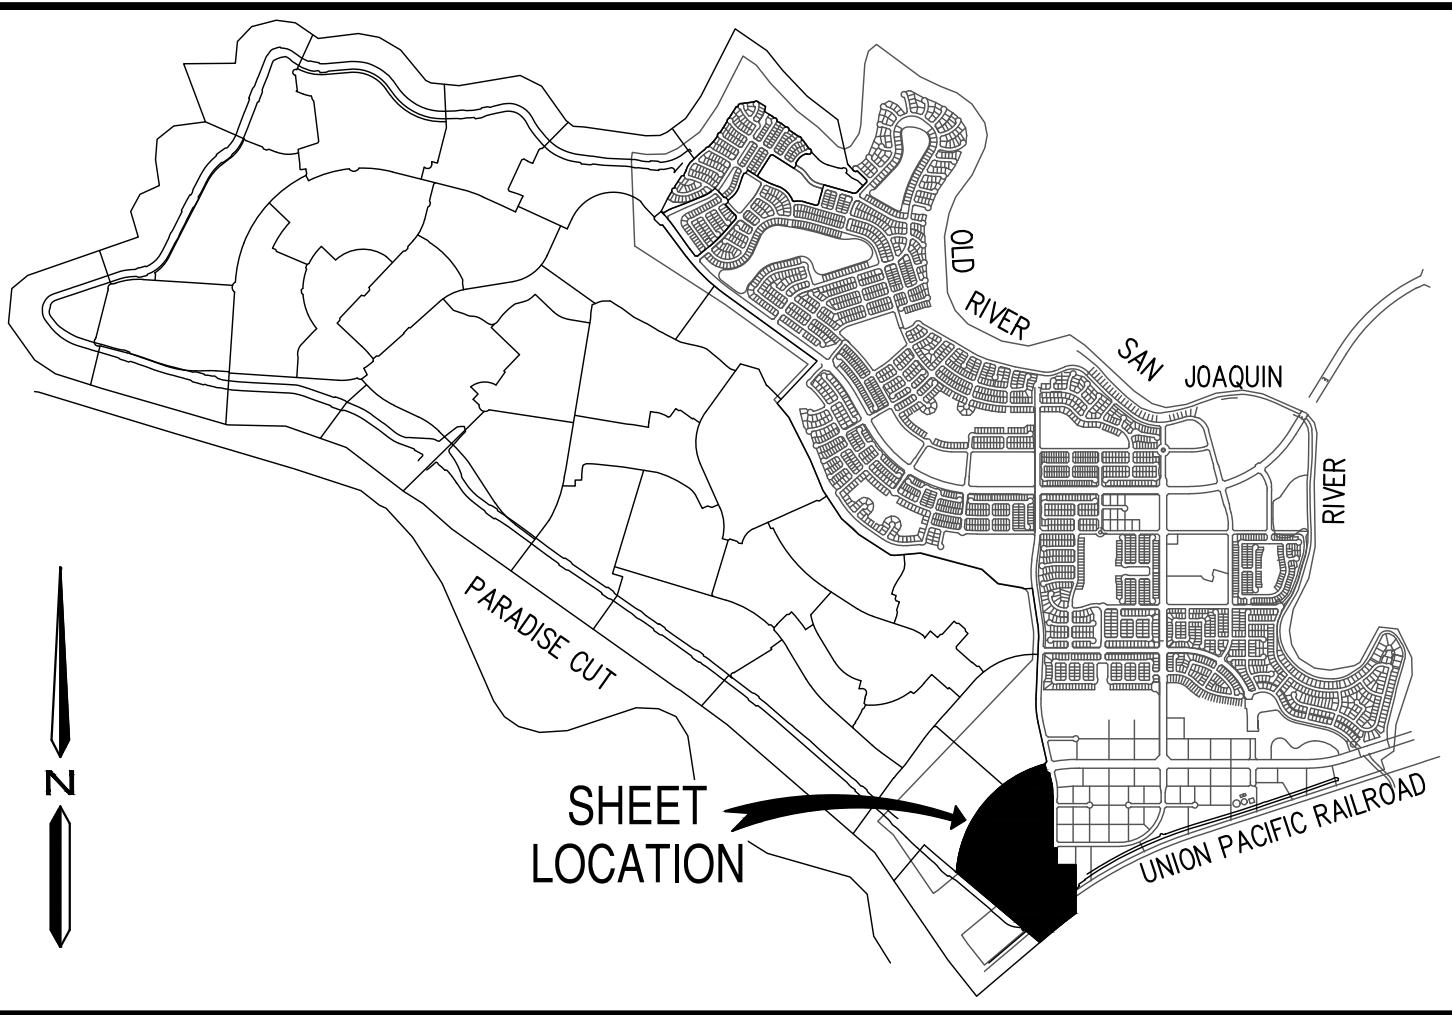 OLD
RIVER
SAN
JOAQUIN
RIVER
PARADISE CUT
N
SHEET
LOCATION
UNION PACIFIC RAILROAD